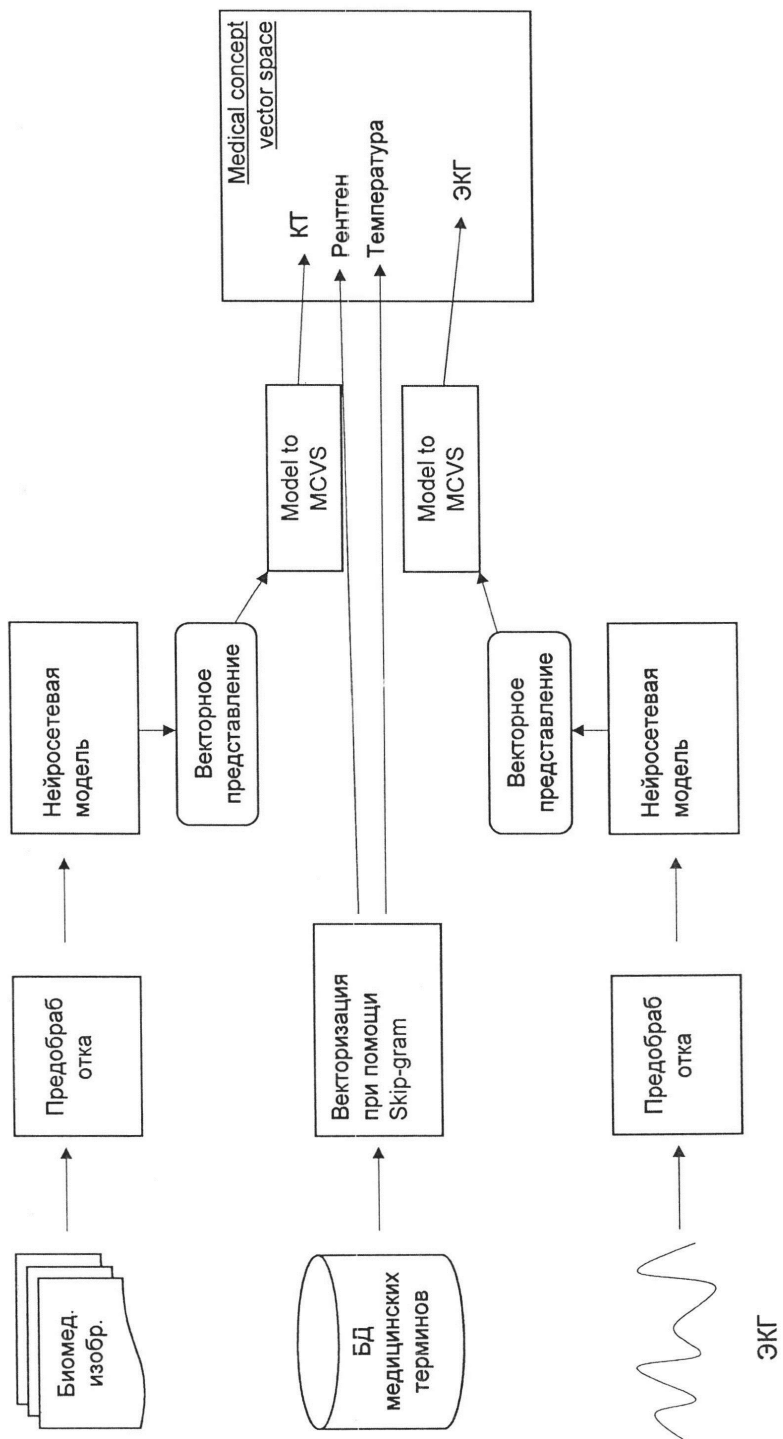 Биомед.
изобр.
Предобраб
отка
Нейросетевая
модель
Векторное
представление
Model to
MCVS
БД
медицинских
терминов
Векторизация
при помощи
Skip-gram
Medical concept
vector space
КТ
Рентген
Температура
ЭКГ
ЭКГ
Предобраб
отка
Нейросетевая
модель
Векторное
представление
Model to
MCVS